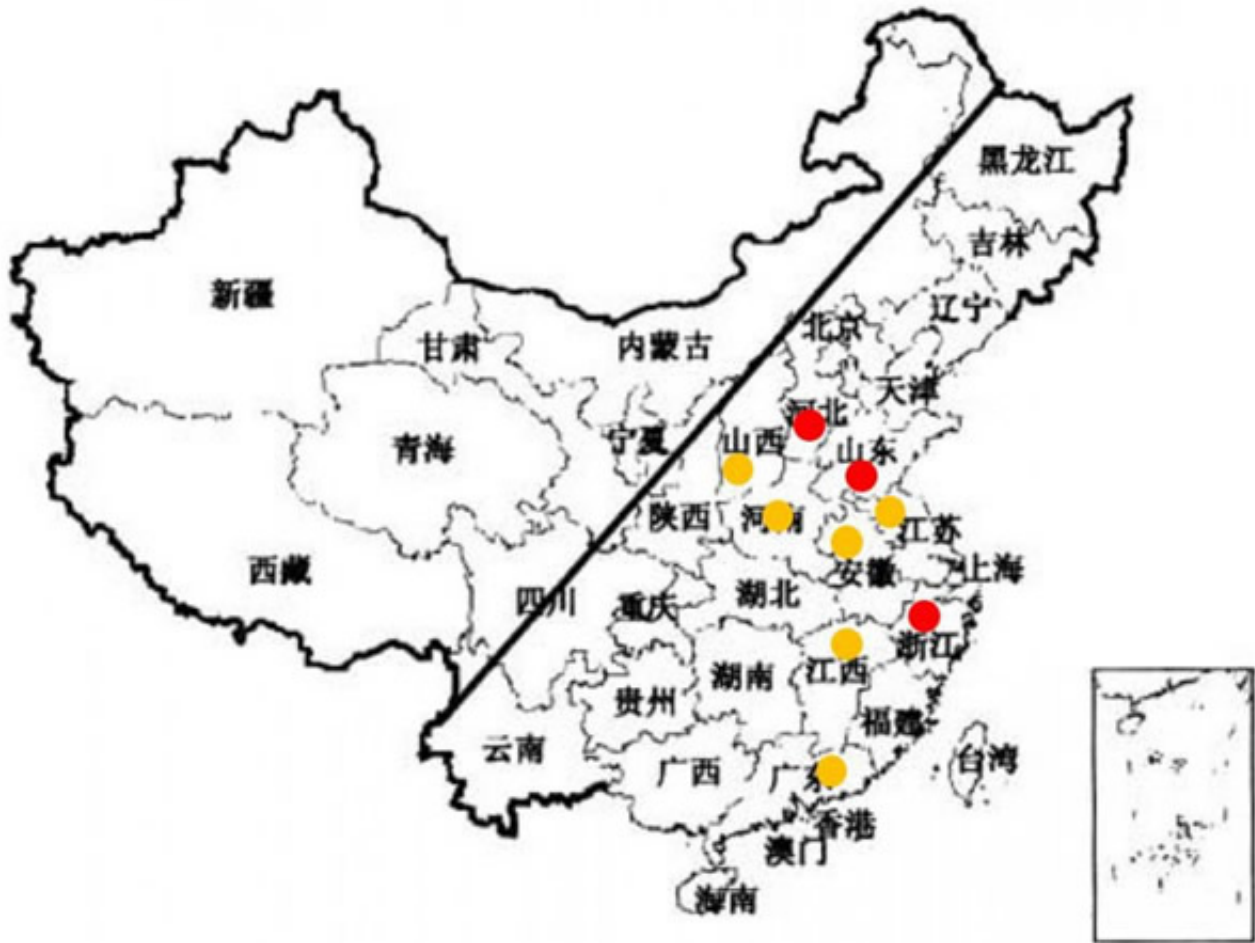 黑龙江
吉林
辽宁
新疆
甘肃
内蒙古
北京
天津
河北
宁夏
山西
山东
青海
陕西
河南
江苏
西藏
安徽
上海
四川
重庆
湖北
浙江
江西
湖南
贵州
福建
云南
广西
广东
台湾
香港
澳门
海南